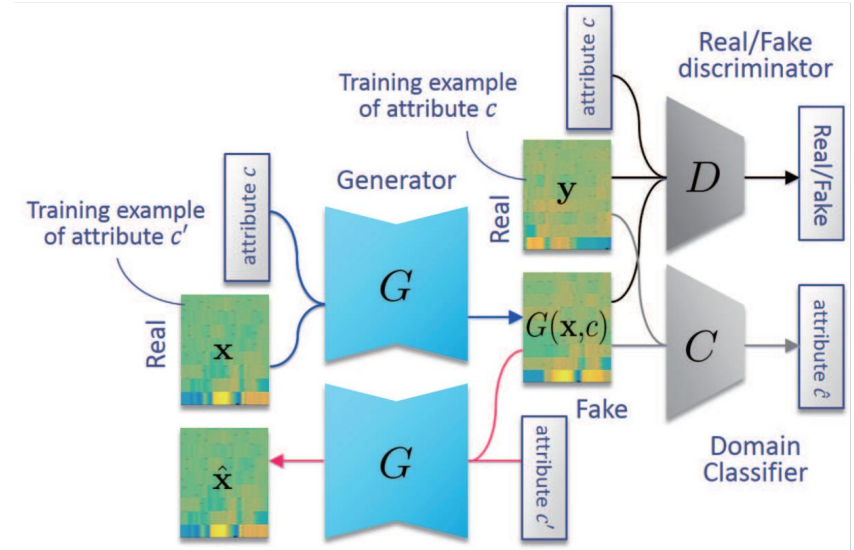 attribute c
Real/Fake
discriminator
Training example
of attribute c
D
Real/Fake
y
Real
attribute c
Generator
Training example
of attribute c′
G
G(x,c)
Real
x
C
attribute ĉ
Fake
G
x̂
attribute c′
Domain
Classifier